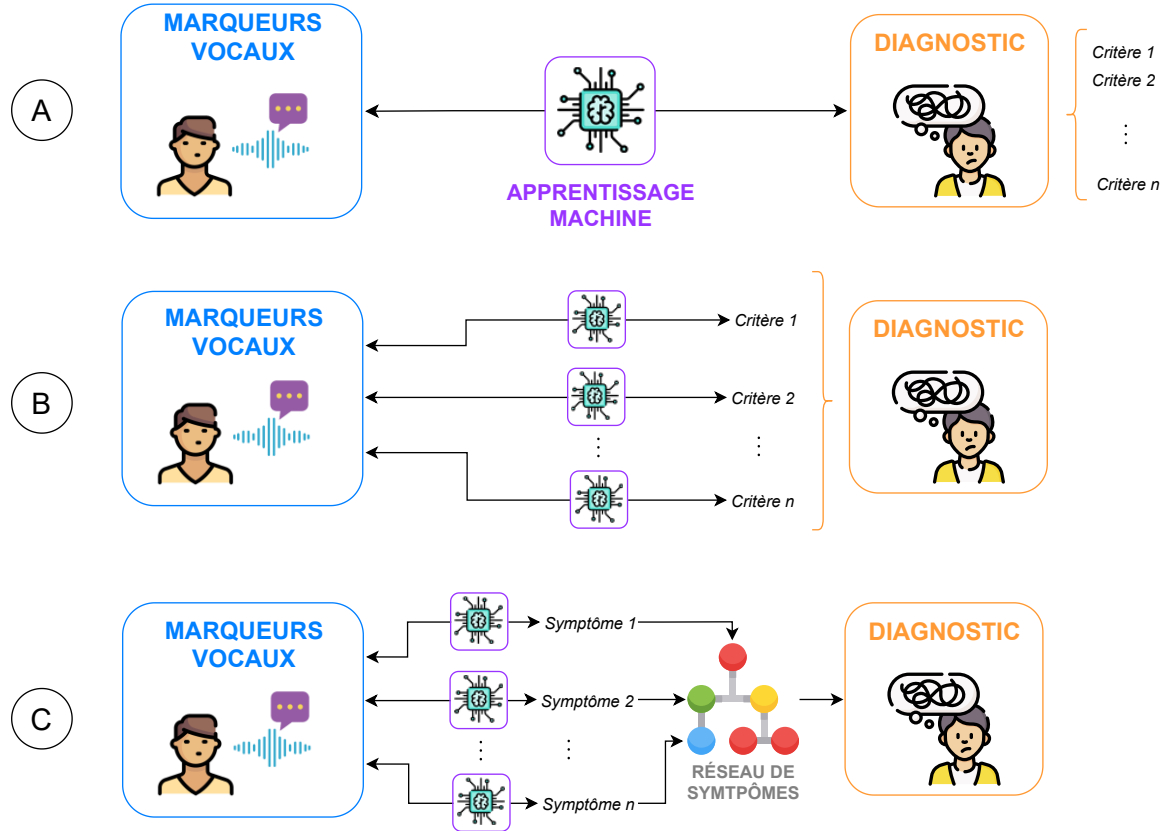 A
MARQUEURS
VOCAUX
APPRENTISSAGE
MACHINE
DIAGNOSTIC
Critère 1
Critère 2
⋮
Critère n
B
MARQUEURS
VOCAUX
Critère 1
Critère 2
⋮ ⋮
Critère n
DIAGNOSTIC
C
MARQUEURS
VOCAUX
Symptôme 1
Symptôme 2
⋮ ⋮
Symptôme n
RÉSEAU DE
SYMTPÔMES
DIAGNOSTIC